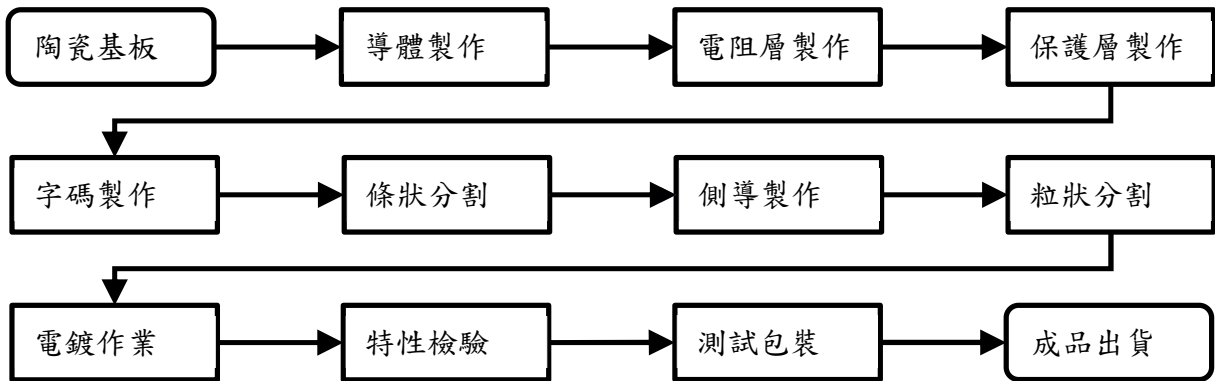 陶瓷基板
導體製作
電阻層製作
保護層製作
字碼製作
條狀分割
側導製作
粒狀分割
電鍍作業
特性檢驗
測試包裝
成品出貨